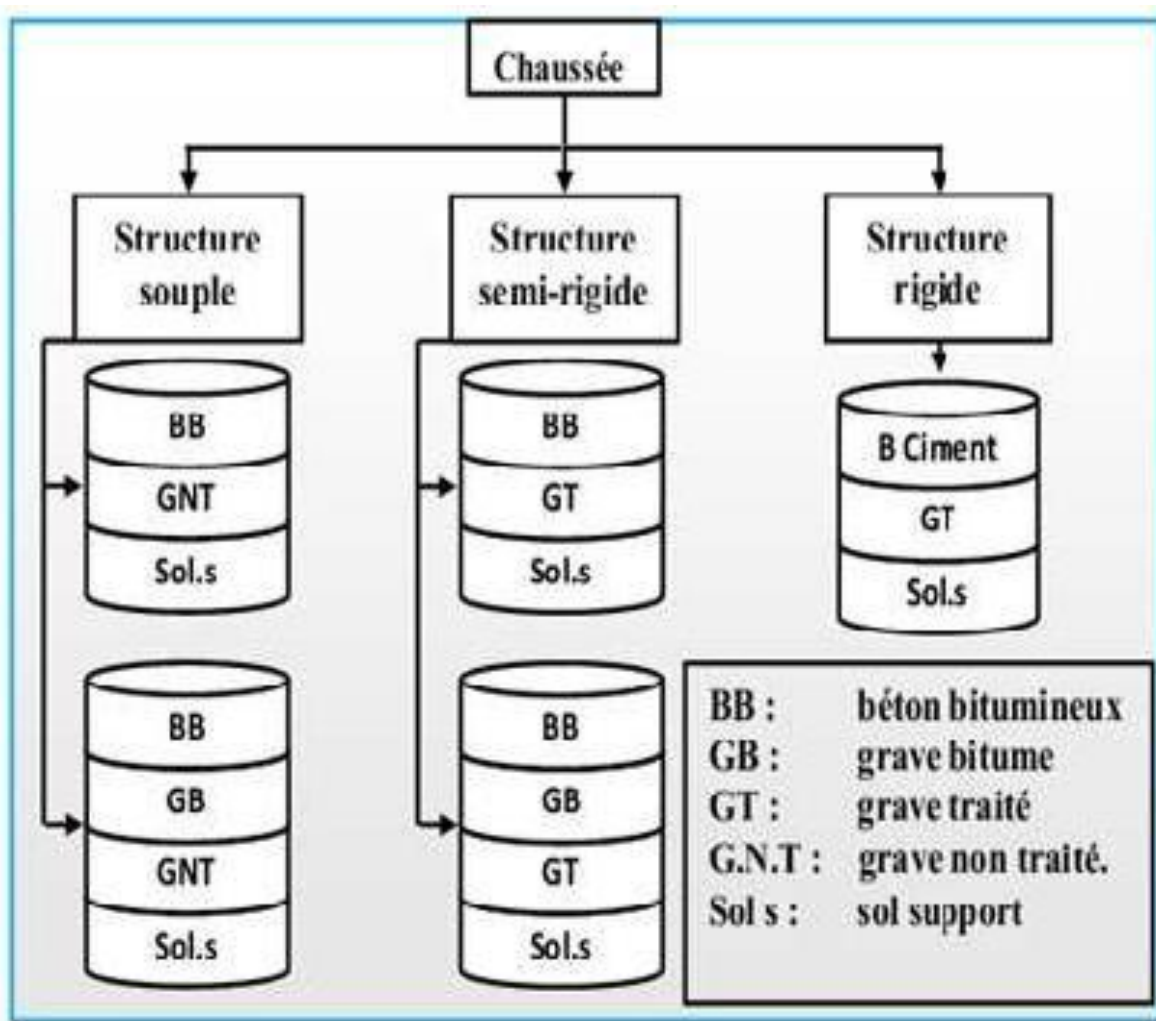 Chaussée
Structure
souple
Structure
semi-rigide
Structure
rigide
BB
GNT
Sol.s
BB
GB
GNT
Sol.s
BB
GT
Sol.s
BB
GB
GT
Sol.s
B Ciment
GT
Sol.s
BB : béton bitumineux
GB : grave bitume
GT : grave traité
G.N.T : grave non traité.
Sol s : sol support